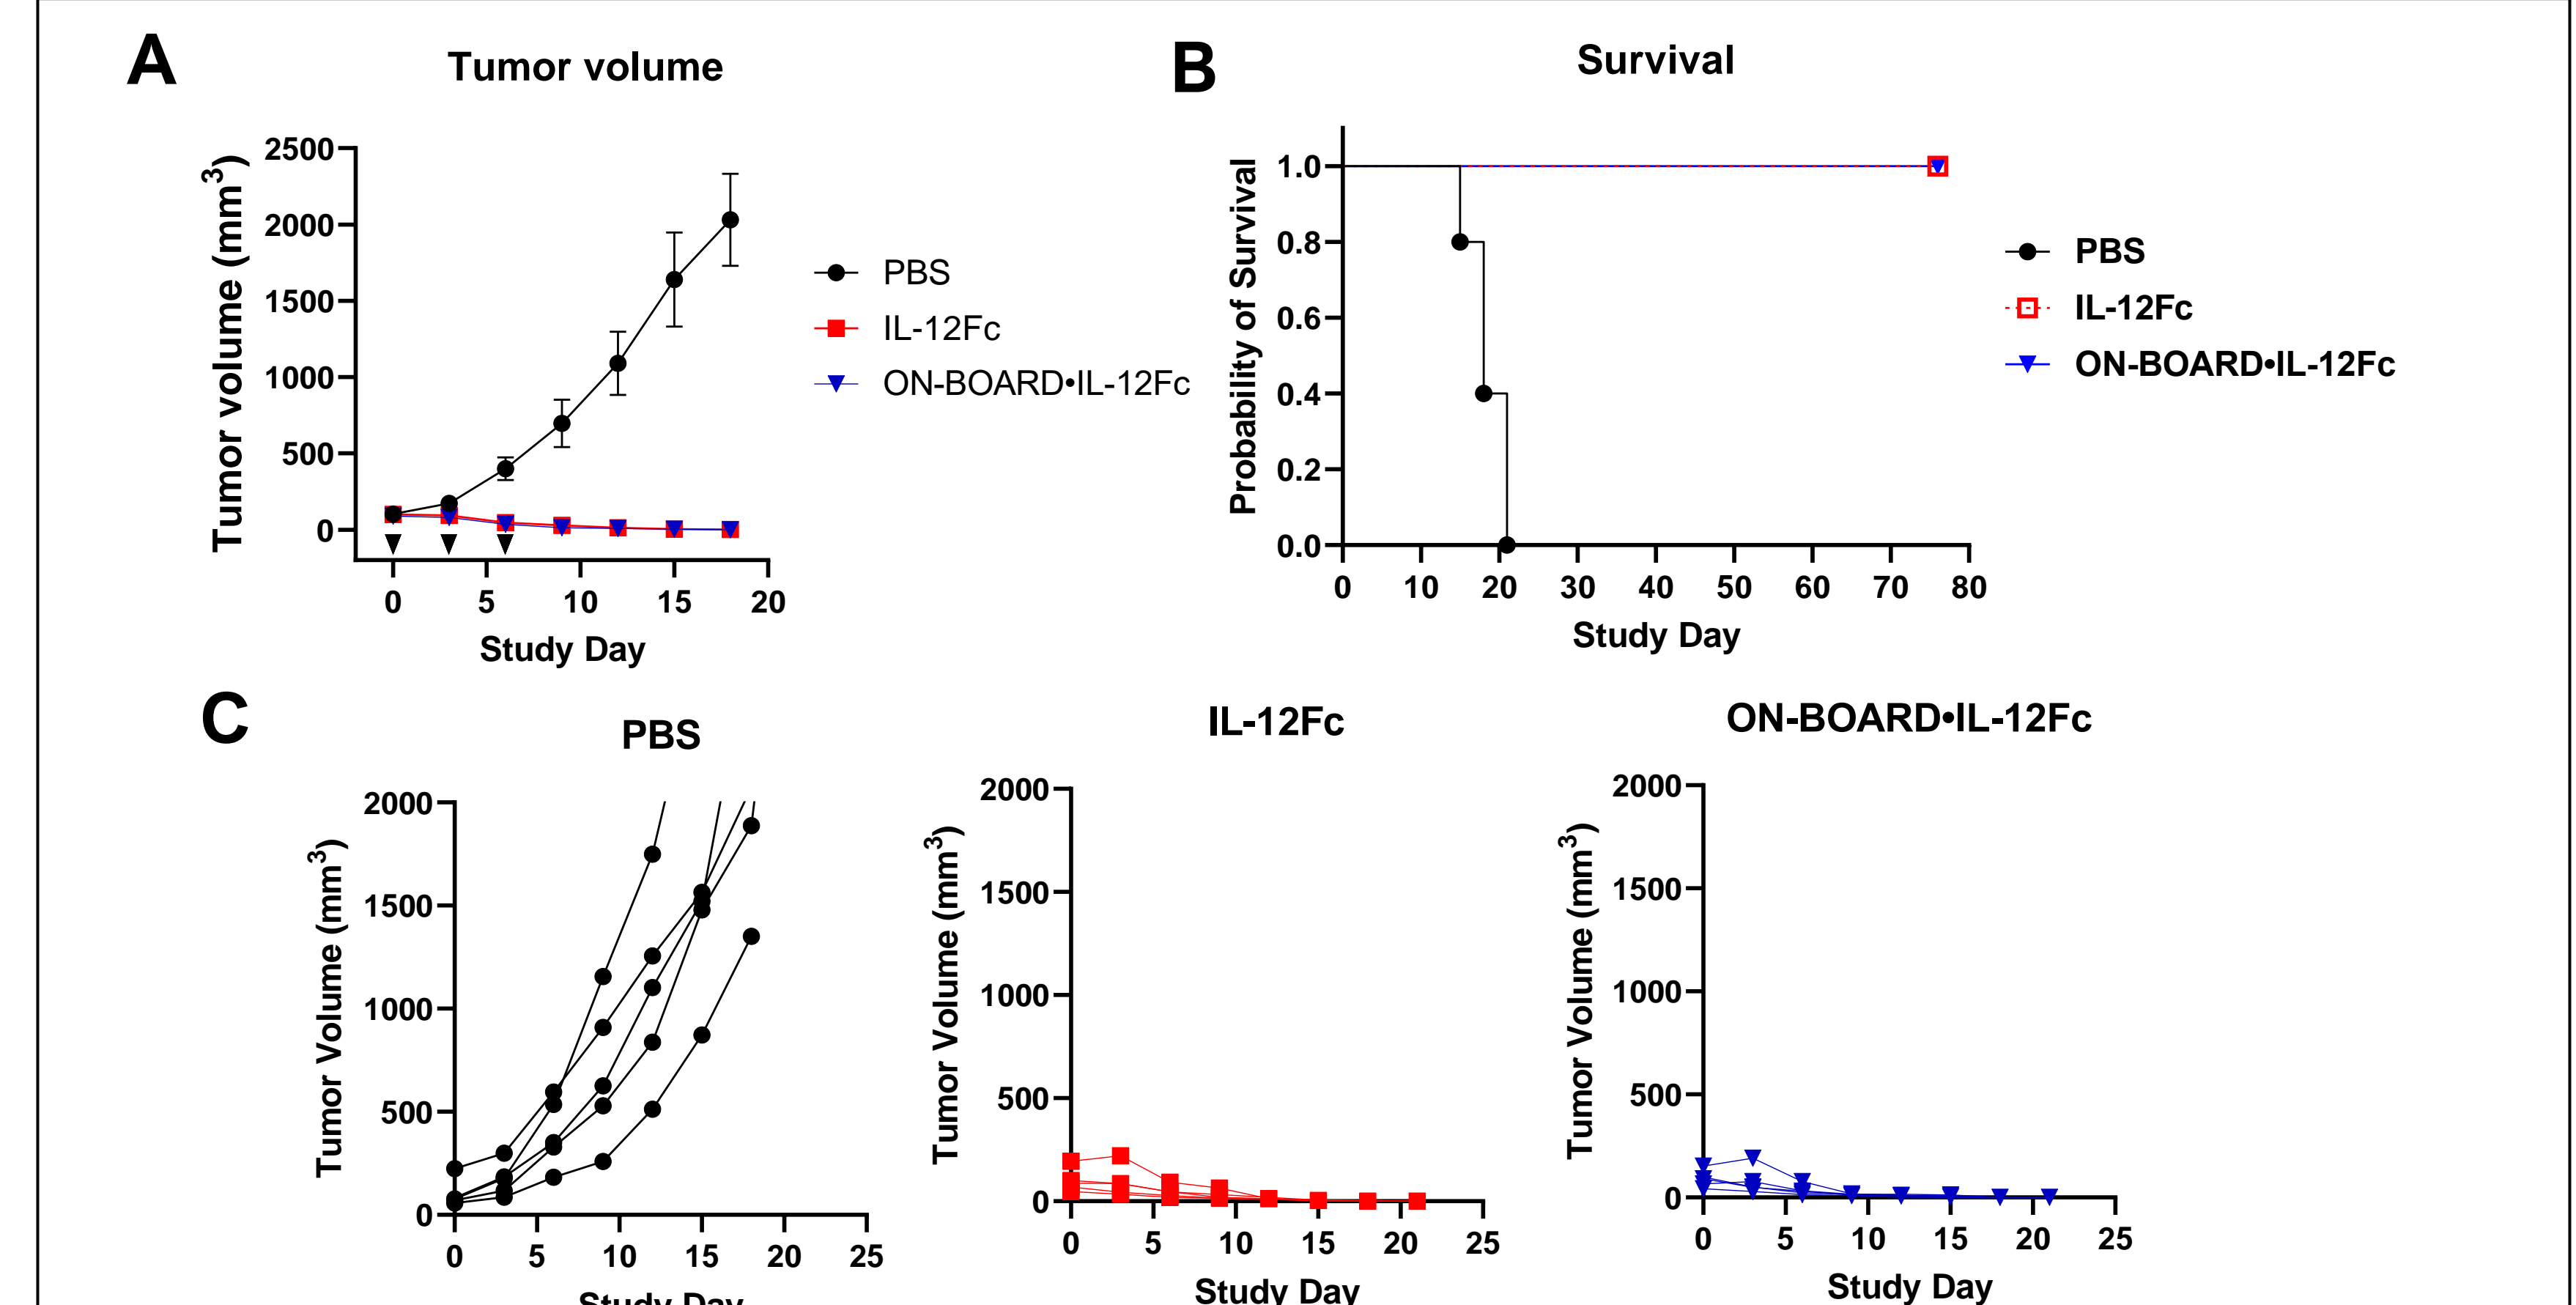 A
Tumor volume
Tumor volume (mm3)
2500
2000
1500
1000
500
0
0 5 10 15 20
Study Day
PBS
IL-12Fc
ON-BOARD•IL-12Fc
B
Survival
Probability of Survival
1.0
0.8
0.6
0.4
0.2
0.0
0 10 20 30 40 50 60 70 80
Study Day
PBS
IL-12Fc
ON-BOARD•IL-12Fc
C
PBS
Tumor Volume (mm3)
2000
1500
1000
500
0
0 5 10 15 20 25
Study Day
IL-12Fc
Tumor Volume (mm3)
2000
1500
1000
500
0
0 5 10 15 20 25
Study Day
ON-BOARD•IL-12Fc
Tumor Volume (mm3)
2000
1500
1000
500
0
0 5 10 15 20 25
Study Day